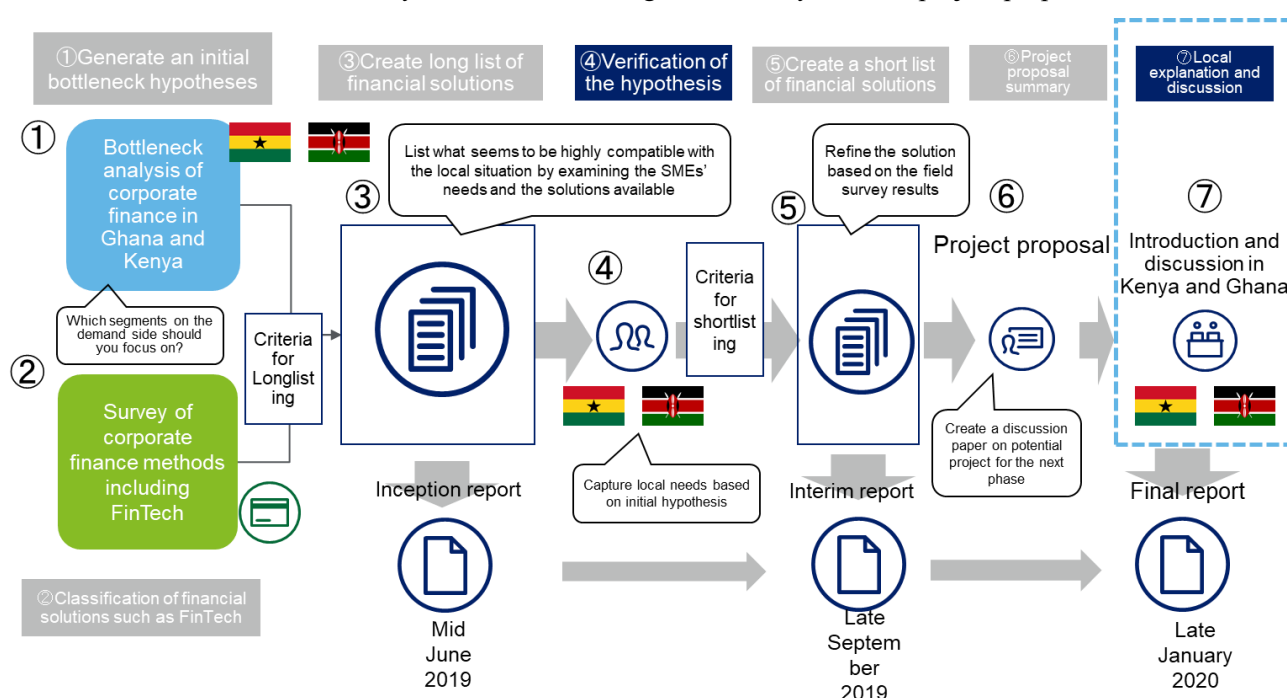 ①Generate an initial
bottleneck hypotheses
③Create long list of
financial solutions
④Verification of
the hypothesis
⑤Create a short list
of financial solutions
⑥Project
proposal
summary
⑦Local
explanation and
discussion
①
Bottleneck
analysis of
corporate
finance in
Ghana and
Kenya
Which segments on the
demand side should
you focus on?
②
Survey of
corporate
finance methods
including
FinTech
②Classification of financial
solutions such as FinTech
Criteria
for
Longlist
ing
③
List what seems to be highly compatible with
the local situation by examining the SMEs’
needs and the solutions available
Inception report
Mid
June
2019
④
Capture local needs based
on initial hypothesis
Criteria
for
shortlist
ing
⑤
Refine the solution
based on the field
survey results
Interim report
Late
Septem
ber
2019
⑥
Project proposal
Create a discussion
paper on potential
project for the next
phase
⑦
Introduction and
discussion in
Kenya and Ghana
Final report
Late
January
2020